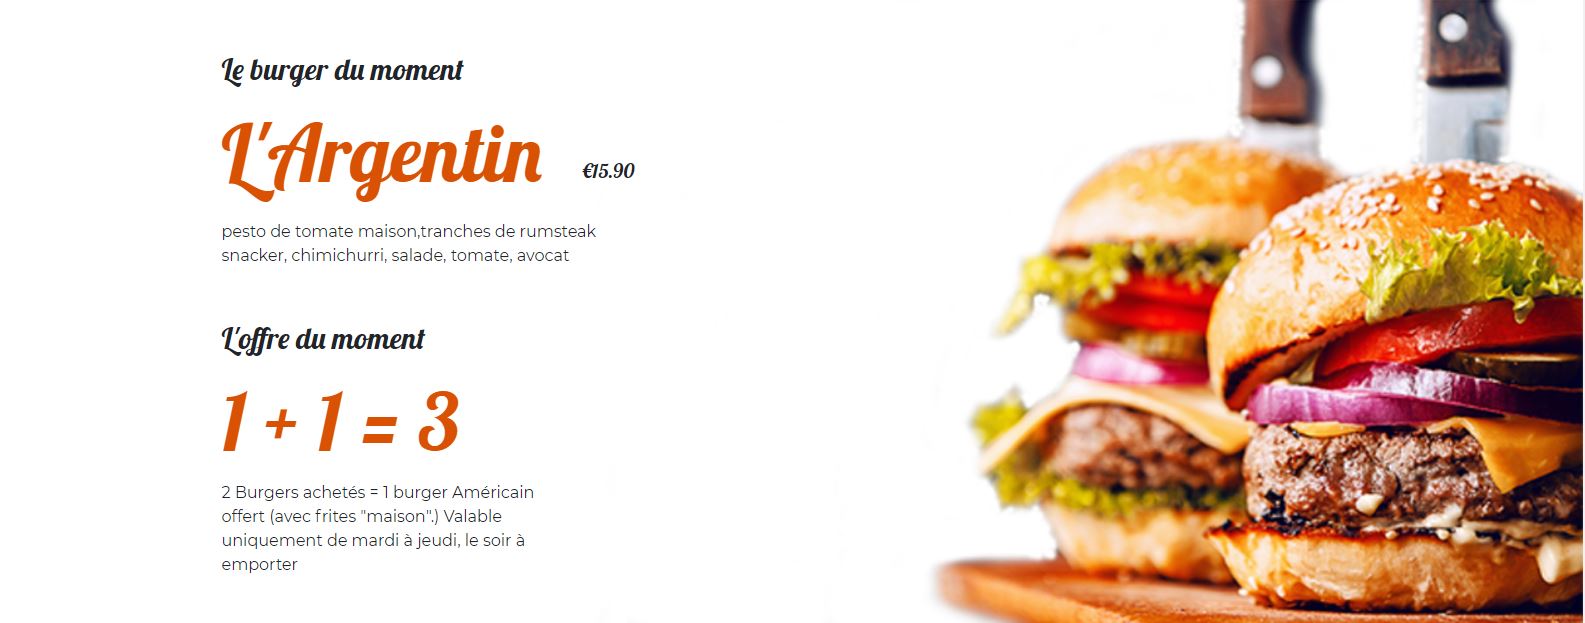 Le burger du moment
L'Argentin €15.90
pesto de tomate maison,tranches de rumsteak
snacker, chimichurri, salade, tomate, avocat
L'offre du moment
1 + 1 = 3
2 Burgers achetés = 1 burger Américain
offert (avec frites "maison".) Valable
uniquement de mardi à jeudi, le soir à
emporter